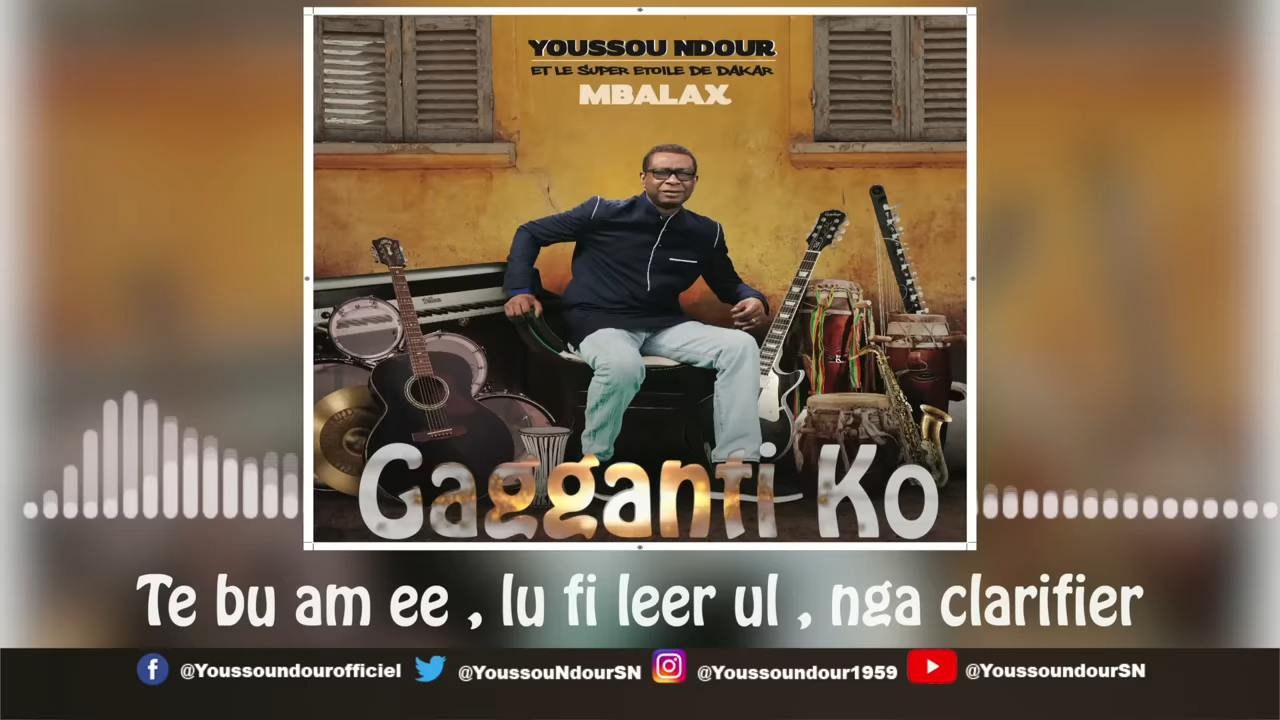 YOUSSOU NDOUR
ET LE SUPER ETOILE DE DAKAR
MBALAX
Gagganti Ko
Te bu am ee , lu fi leer ul , nga clarifier
@Youssoundourofficiel @YoussouNdourSN @Youssoundour1959 @YoussoundourSN